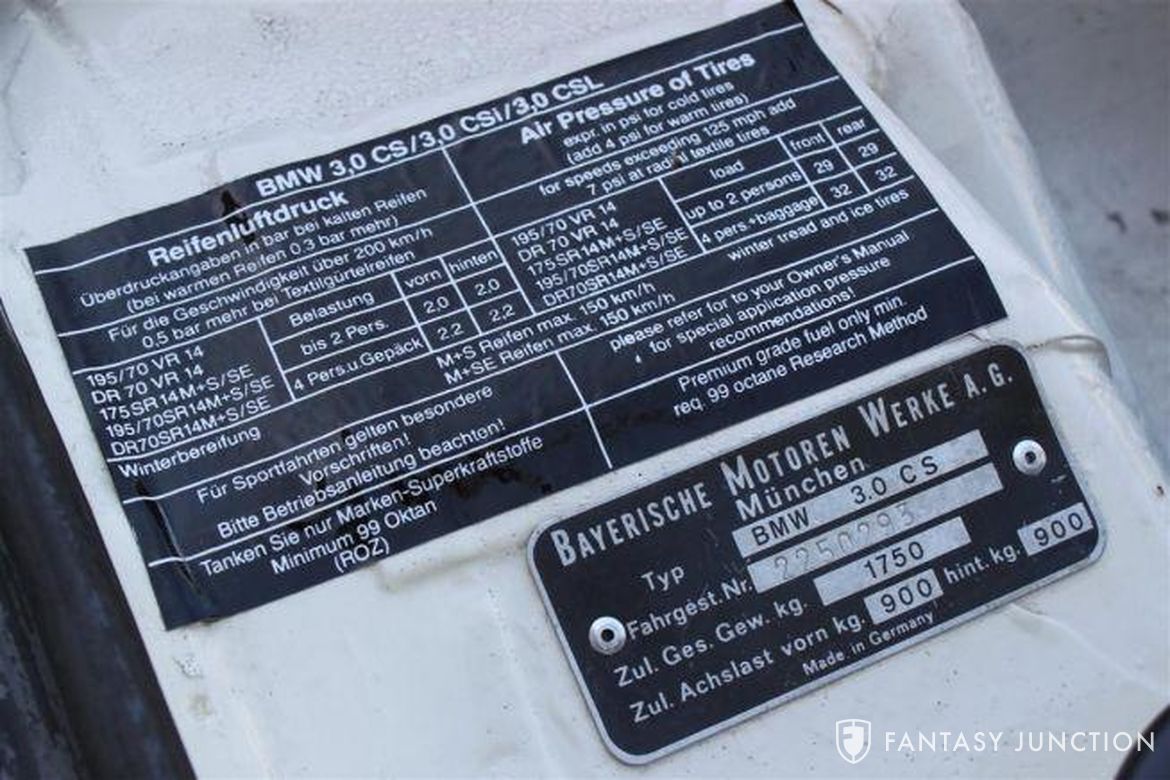 BMW 3,0 CS/3,0 CSi/3,0 CSL
Reifenluftdruck
Überdruckangaben in bar bei kalten Reifen
(bei warmen Reifen 0,3 bar mehr)
Für die Geschwindigkeit über 200 km/h
0,5 bar mehr bei Textilgürtelreifen
Belastung vorn hinten
195/70 VR 14
DR 70 VR 14
175 SR 14 M+S/SE
195/70SR14M+S/SE
DR70SR14M+S/SE
bis 2 Pers. 2.0 2.0
4 Pers.u.Gepäck 2.2 2.2
Winterbereifung
M+S Reifen max. 150 km/h
M+SE Reifen max. 150 km/h
Für Sportfahrten gelten besondere
Vorschriften!
Bitte Betriebsanleitung beachten!
Tanken Sie nur Marken-Superkraftstoffe
Minimum 99 Oktan
(ROZ)
Air Pressure of Tires
expr. in psi for cold tires
(add 4 psi for warm tires)
for speeds exceeding 125 mph add
7 psi at radial textile tires
load front rear
195/70 VR 14
DR 70 VR 14
175SR14M+S/SE
195/70SR14M+S/SE
DR70SR14M+S/SE
up to 2 persons 29 29
4 pers.+baggage 32 32
winter tread and ice tires
please refer to your Owner's Manual
for special application pressure
recommendations!
Premium grade fuel only min.
req. 99 octane Research Method
BAYERISCHE MOTOREN WERKE A.G.
München
Typ BMW 3.0 CS
Fahrgest. Nr. 2250293
Zul. Ges. Gew. kg. 1750
Zul. Achslast vorn kg. 900 hint. kg. 900
Made in Germany
FANTASY JUNCTION